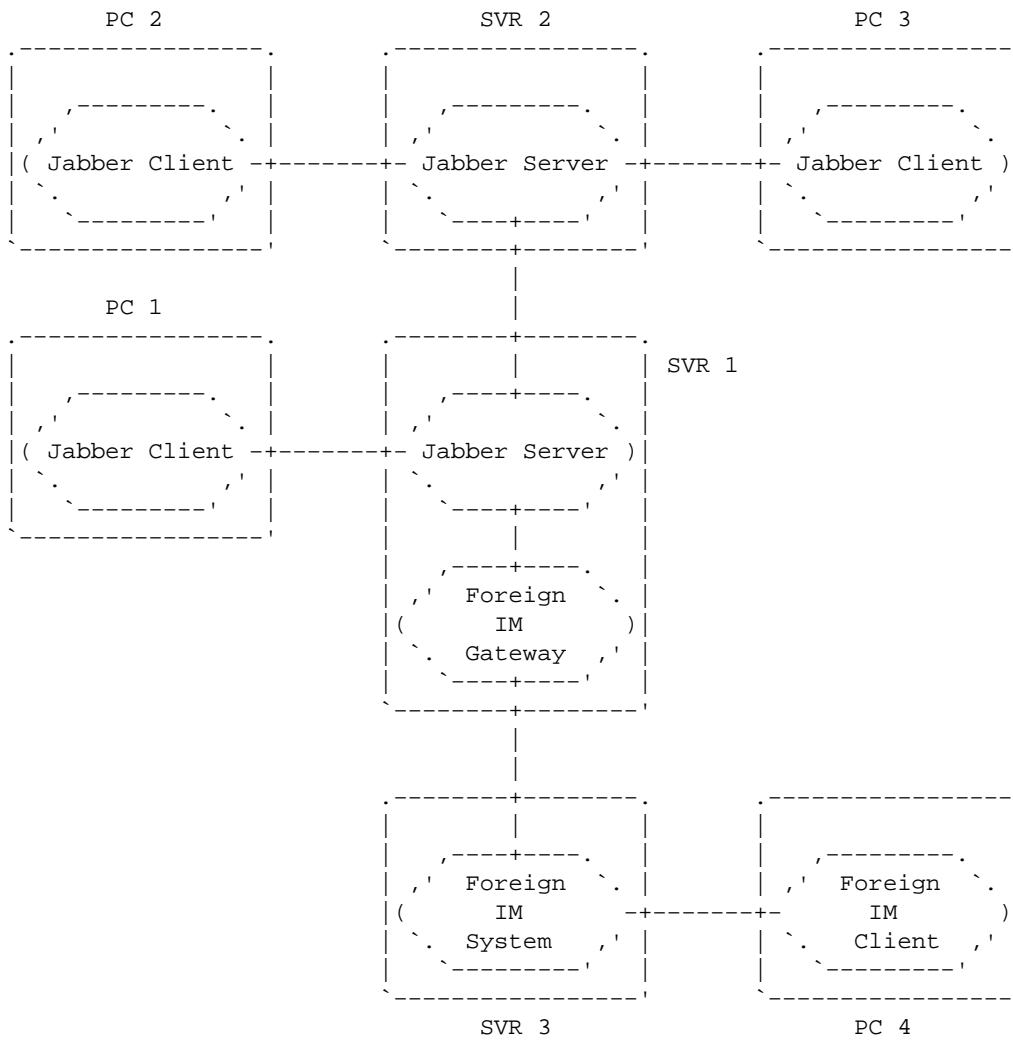 PC 2 SVR 2 PC 3
Jabber Client Jabber Server Jabber Client
PC 1
SVR 1
Jabber Client Jabber Server
Foreign
IM
Gateway
Foreign Foreign
IM IM
System Client
SVR 3 PC 4